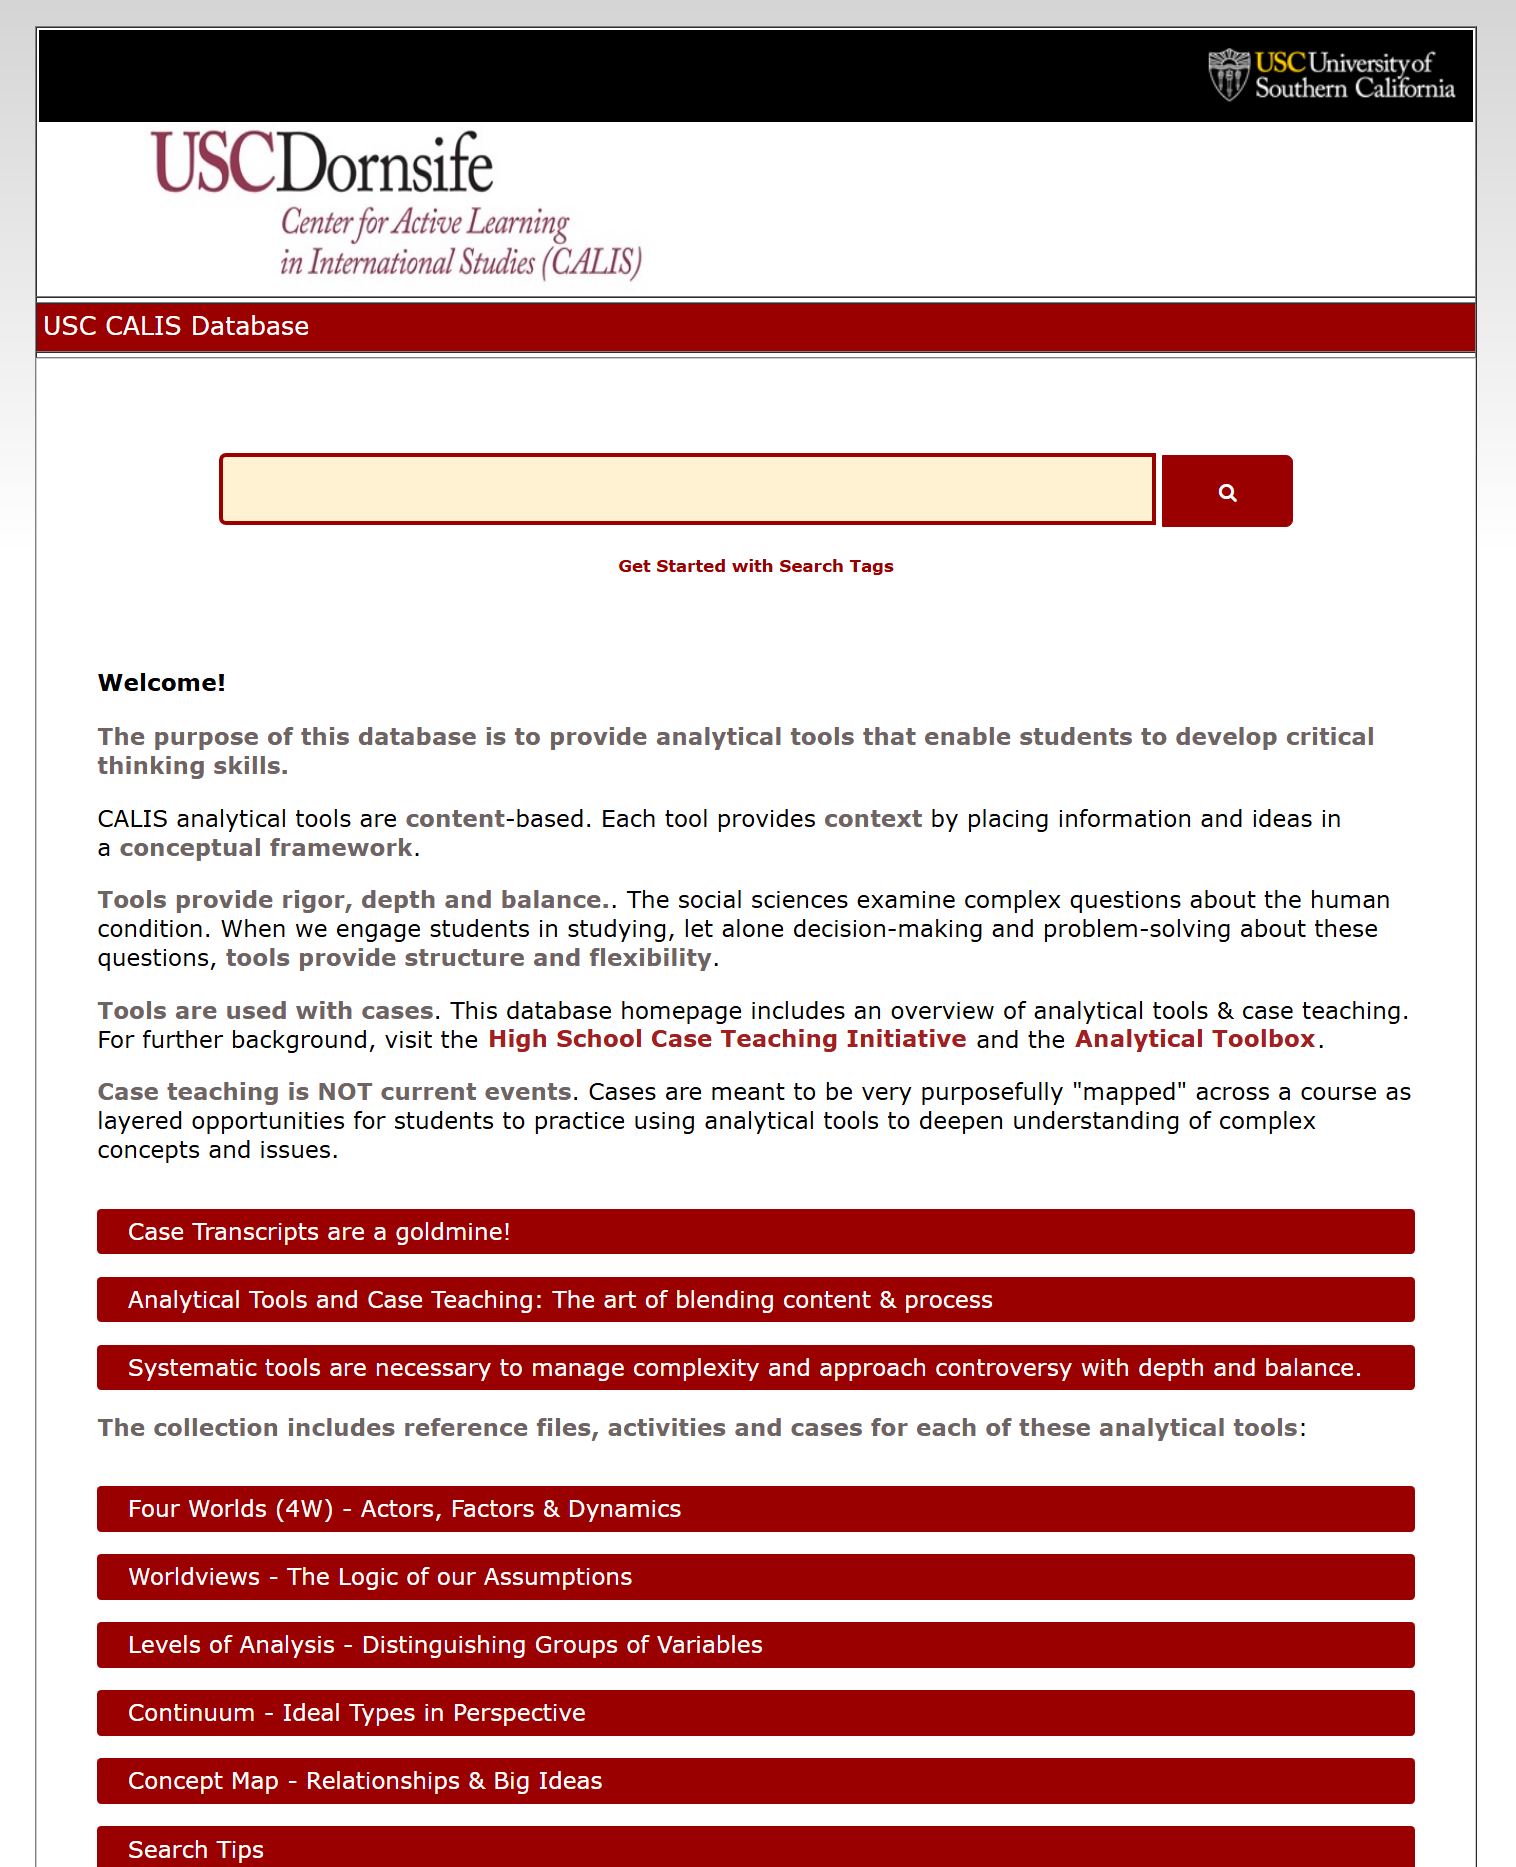 USC University of
Southern California
USCDornsife
Center for Active Learning
in International Studies (CALIS)
USC CALIS Database
Get Started with Search Tags
Welcome!
The purpose of this database is to provide analytical tools that enable students to develop critical
thinking skills.
CALIS analytical tools are content-based. Each tool provides context by placing information and ideas in
a conceptual framework.
Tools provide rigor, depth and balance.. The social sciences examine complex questions about the human
condition. When we engage students in studying, let alone decision-making and problem-solving about these
questions, tools provide structure and flexibility.
Tools are used with cases. This database homepage includes an overview of analytical tools & case teaching.
For further background, visit the High School Case Teaching Initiative and the Analytical Toolbox.
Case teaching is NOT current events. Cases are meant to be very purposefully "mapped" across a course as
layered opportunities for students to practice using analytical tools to deepen understanding of complex
concepts and issues.
Case Transcripts are a goldmine!
Analytical Tools and Case Teaching: The art of blending content & process
Systematic tools are necessary to manage complexity and approach controversy with depth and balance.
The collection includes reference files, activities and cases for each of these analytical tools:
Four Worlds (4W) - Actors, Factors & Dynamics
Worldviews - The Logic of our Assumptions
Levels of Analysis - Distinguishing Groups of Variables
Continuum - Ideal Types in Perspective
Concept Map - Relationships & Big Ideas
Search Tips